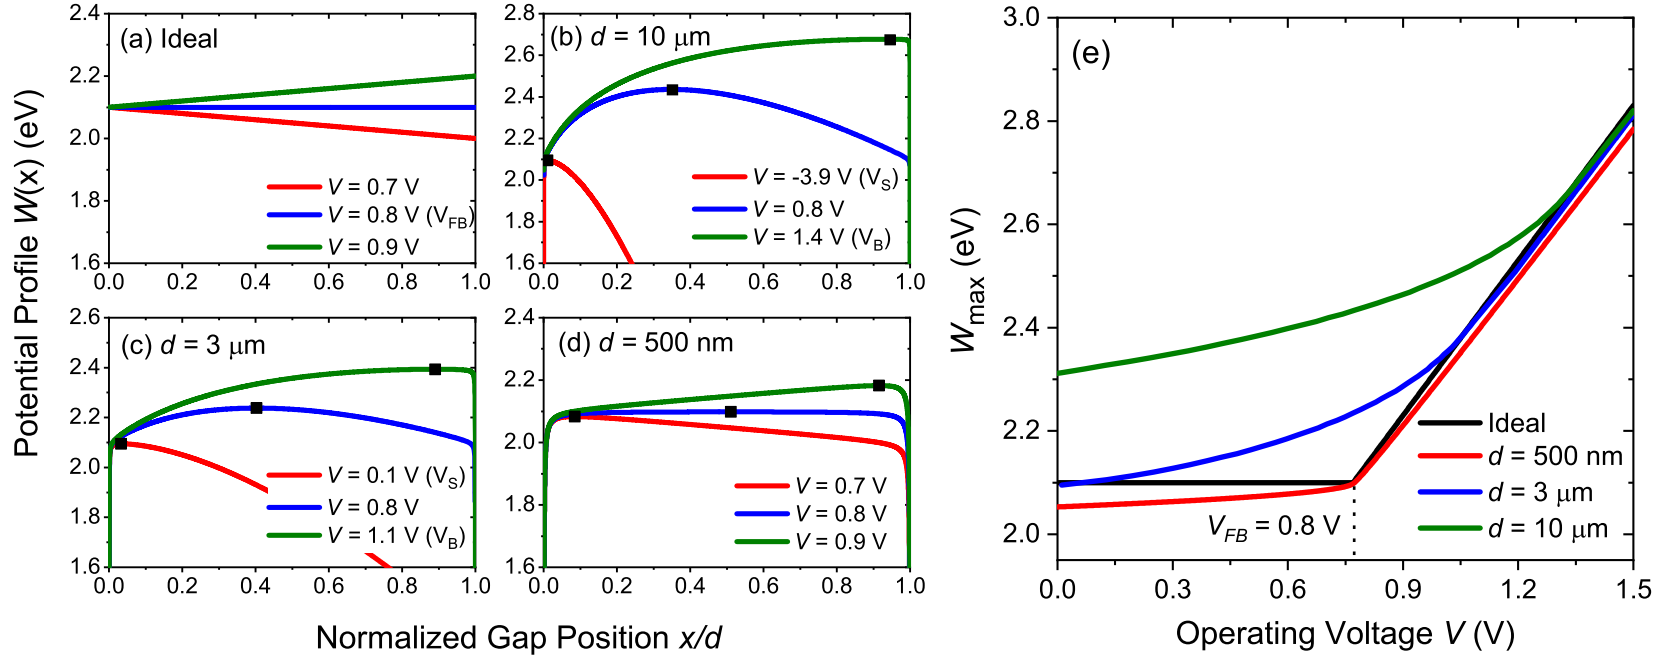 Potential Profile W(x) (eV)
(a) Ideal
2.4
2.2
2.0
1.8
1.6
0.0 0.2 0.4 0.6 0.8 1.0
V = 0.7 V
V = 0.8 V (V_FB)
V = 0.9 V
(b) d = 10 μm
2.8
2.6
2.4
2.2
2.0
1.8
1.6
0.0 0.2 0.4 0.6 0.8 1.0
V = -3.9 V (V_S)
V = 0.8 V
V = 1.4 V (V_B)
(c) d = 3 μm
2.6
2.4
2.2
2.0
1.8
1.6
0.0 0.2 0.4 0.6 0.8 1.0
V = 0.1 V (V_S)
V = 0.8 V
V = 1.1 V (V_B)
(d) d = 500 nm
2.4
2.2
2.0
1.8
1.6
0.0 0.2 0.4 0.6 0.8 1.0
V = 0.7 V
V = 0.8 V
V = 0.9 V
Normalized Gap Position x/d
(e)
W_max (eV)
3.0
2.8
2.6
2.4
2.2
2.0
0.0 0.3 0.6 0.9 1.2 1.5
Ideal
d = 500 nm
d = 3 μm
d = 10 μm
V_FB = 0.8 V
Operating Voltage V (V)